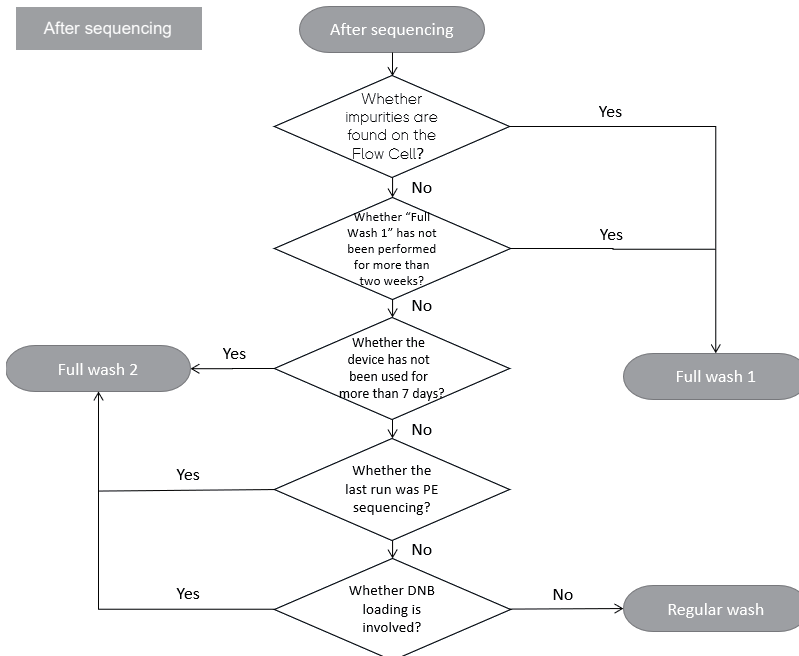 After sequencing
After sequencing
Whether
impurities are
found on the
Flow Cell?
Yes
No
Whether “Full
Wash 1” has not
been performed
for more than
two weeks?
Yes
No
Whether the
device has not
been used for
more than 7 days?
Yes
Full wash 2
Full wash 1
No
Whether the
last run was PE
sequencing?
Yes
No
Whether DNB
loading is
involved?
Yes
No
Regular wash